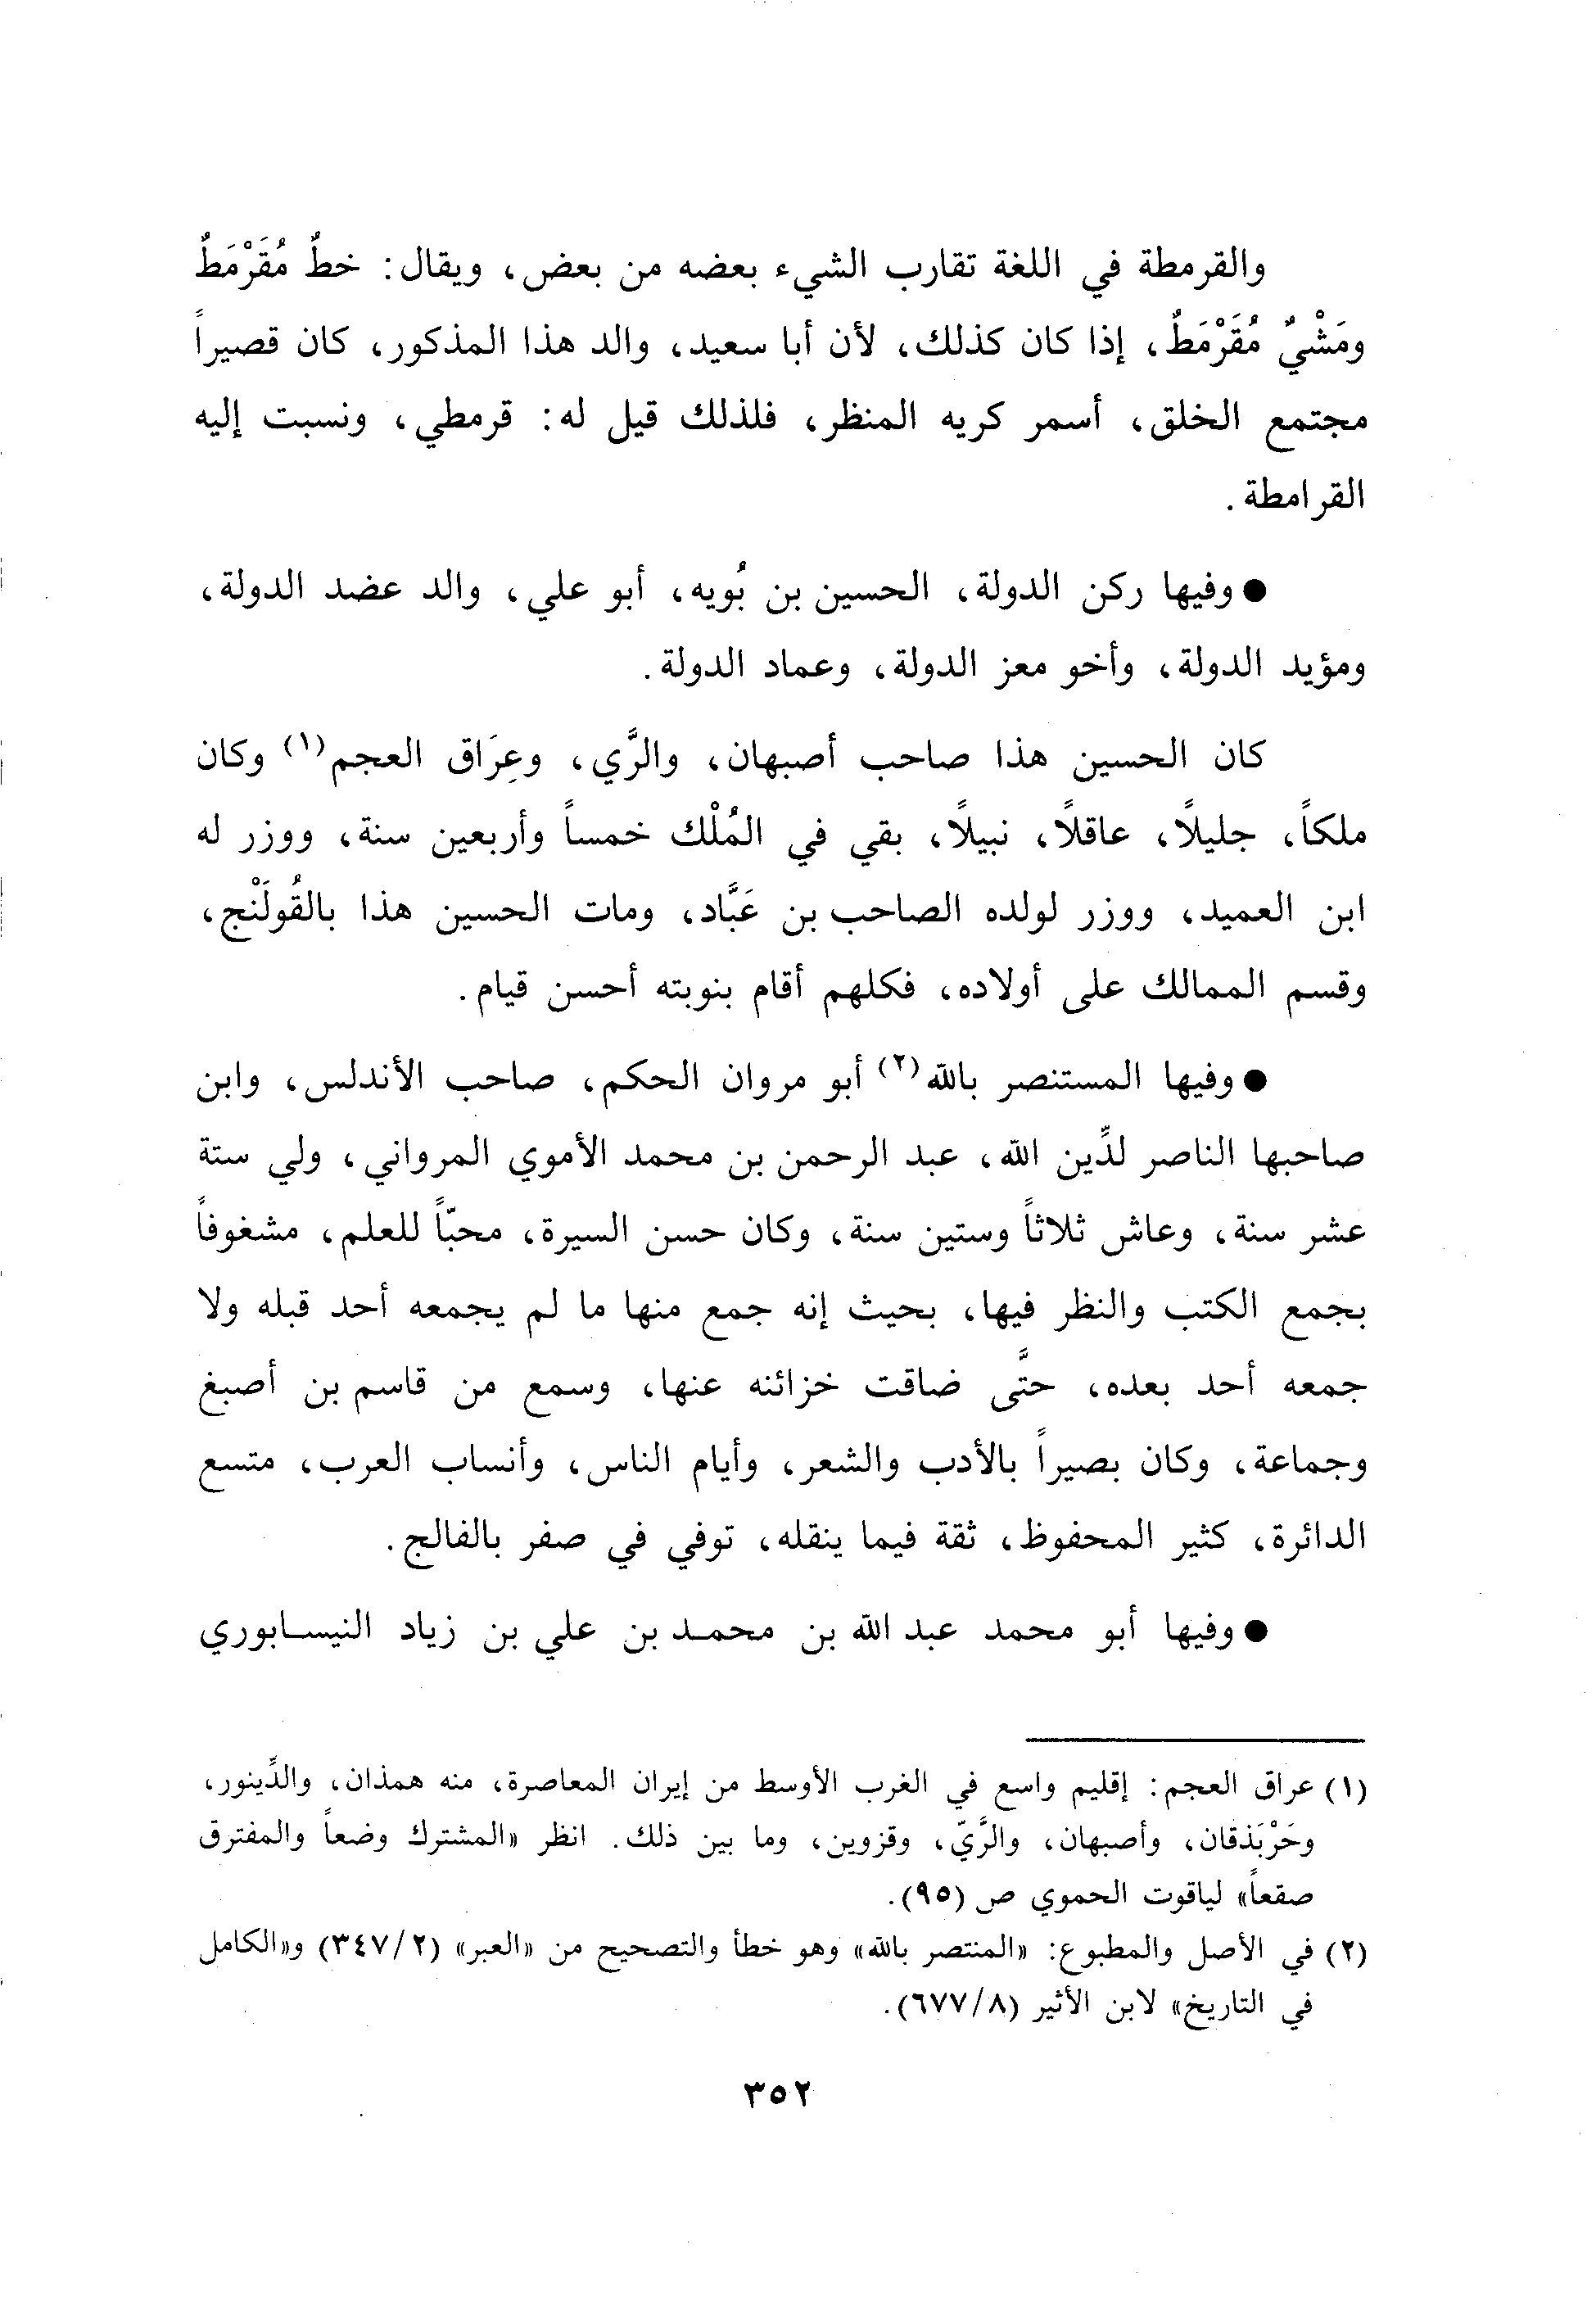 والقرمطة في اللغة تقارب الشيء بعضه من بعض، ويقال: خطٌ مُقَرْمَطٌ
ومَشْيٌ مُقَرْمَطٌ، إذا كان كذلك، لأن أبا سعيد، والد هذا المذكور، كان قصيراً
مجتمع الخلق، أسمر كريه المنظر، فلذلك قيل له: قرمطي، ونسبت إليه
القرامطة.
● وفيها ركن الدولة، الحسين بن بُويه، أبو علي، والد عضد الدولة،
ومؤيد الدولة، وأخو معز الدولة، وعماد الدولة.
كان الحسين هذا صاحب أصبهان، والرَّي، وعِرَاق العجم(١) وكان
ملكاً، جليلاً، عاقلاً، نبيلاً، بقي في المُلْك خمساً وأربعين سنة، ووزر له
ابن العميد، ووزر لولده الصاحب بن عَبَّاد، ومات الحسين هذا بالقُولَنْج،
وقسم الممالك على أولاده، فكلهم أقام بنوبته أحسن قيام.
● وفيها المستنصر بالله(٢) أبو مروان الحكم، صاحب الأندلس، وابن
صاحبها الناصر لدِّين الله، عبد الرحمن بن محمد الأموي المرواني، ولي ستة
عشر سنة، وعاش ثلاثاً وستين سنة، وكان حسن السيرة، محبّاً للعلم، مشغوفاً
بجمع الكتب والنظر فيها، بحيث إنه جمع منها ما لم يجمعه أحد قبله ولا
جمعه أحد بعده، حتَّى ضاقت خزائنه عنها، وسمع من قاسم بن أصبغ
وجماعة، وكان بصيراً بالأدب والشعر، وأيام الناس، وأنساب العرب، متسع
الدائرة، كثير المحفوظ، ثقة فيما ينقله، توفي في صفر بالفالج.
● وفيها أبو محمد عبد الله بن محمد بن علي بن زياد النيسابوري
(١) عراق العجم: إقليم واسع في الغرب الأوسط من إيران المعاصرة، منه همذان، والدِّينور،
وخَرْبَذقان، وأصبهان، والرَّيّ، وقزوين، وما بين ذلك. انظر «المشترك وضعاً والمفترق
صقعاً» لياقوت الحموي ص (٩٥).
(٢) في الأصل والمطبوع: «المنتصر بالله» وهو خطأ والتصحيح من «العبر» (٣٤٧/٢) و«الكامل
في التاريخ» لابن الأثير (٦٧٧/٨).
٣٥٢